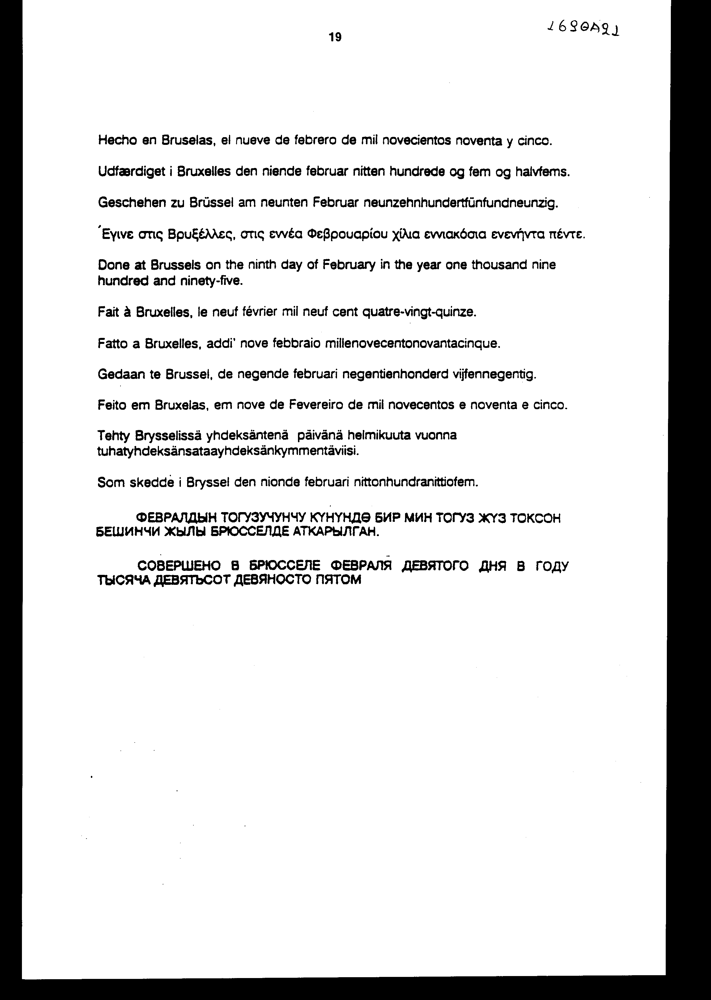 19
Hecho en Bruselas, el nueve de febrero de mil novecientos noventa y cinco.
Udfærdiget i Bruxelles den niende februar nitten hundrede og fem og halvfems.
Geschehen zu Brüssel am neunten Februar neunzehnhundertfünfundneunzig.
Έγινε στις Βρυξέλλες, στις εννέα Φεβρουαρίου χίλια εννιακόσια ενενήντα πέντε.
Done at Brussels on the ninth day of February in the year one thousand nine
hundred and ninety-five.
Fait à Bruxelles, le neuf février mil neuf cent quatre-vingt-quinze.
Fatto a Bruxelles, addi' nove febbraio millenovecentonovantacinque.
Gedaan te Brussel, de negende februari negentienhonderd vijfennegentig.
Feito em Bruxelas, em nove de Fevereiro de mil novecentos e noventa e cinco.
Tehty Brysselissä yhdeksäntenä päivänä helmikuuta vuonna
tuhatyhdeksänsataayhdeksänkymmentäviisi.
Som skedde i Bryssel den nionde februari nittonhundranittiofem.
ФЕВРАЛДЫН ТОГУЗУЧУНЧУ КҮНҮНДӨ БИР МИН ТОГУЗ ЖҮЗ ТОКСОН
БЕШИНЧИ ЖЫЛЫ БРЮССЕЛДЕ АТКАРЫЛГАН.
СОВЕРШЕНО В БРЮССЕЛЕ ФЕВРАЛЯ ДЕВЯТОГО ДНЯ В ГОДУ
ТЫСЯЧА ДЕВЯТЬСОТ ДЕВЯНОСТО ПЯТОМ